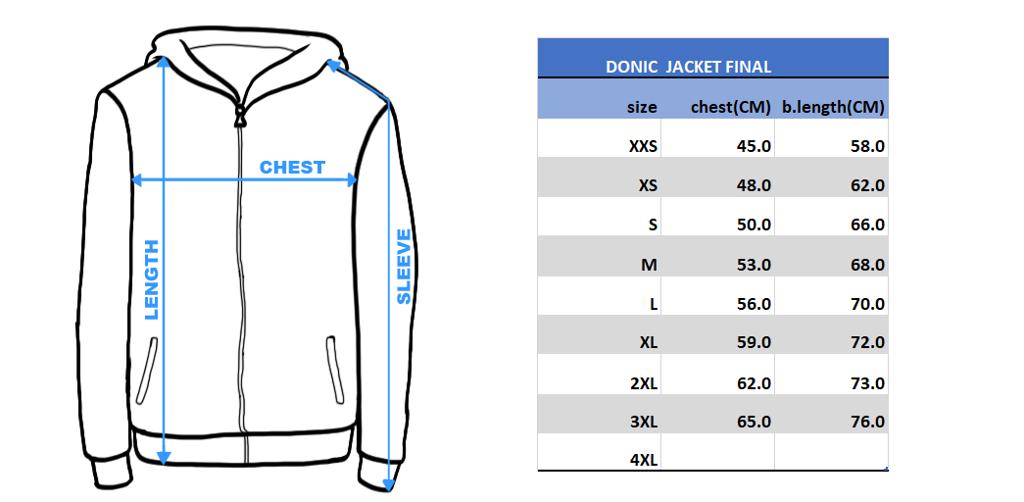 CHEST
LENGTH
SLEEVE
DONIC JACKET FINAL
size chest(CM) b.length(CM)
XXS 45.0 58.0
XS 48.0 62.0
S 50.0 66.0
M 53.0 68.0
L 56.0 70.0
XL 59.0 72.0
2XL 62.0 73.0
3XL 65.0 76.0
4XL